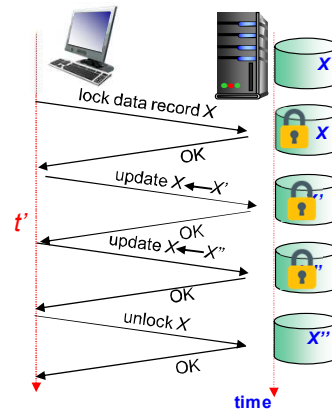 X
lock data record X
X
OK
update X ← X'
'
t'
OK
update X ← X''
''
OK
unlock X
X''
OK
time